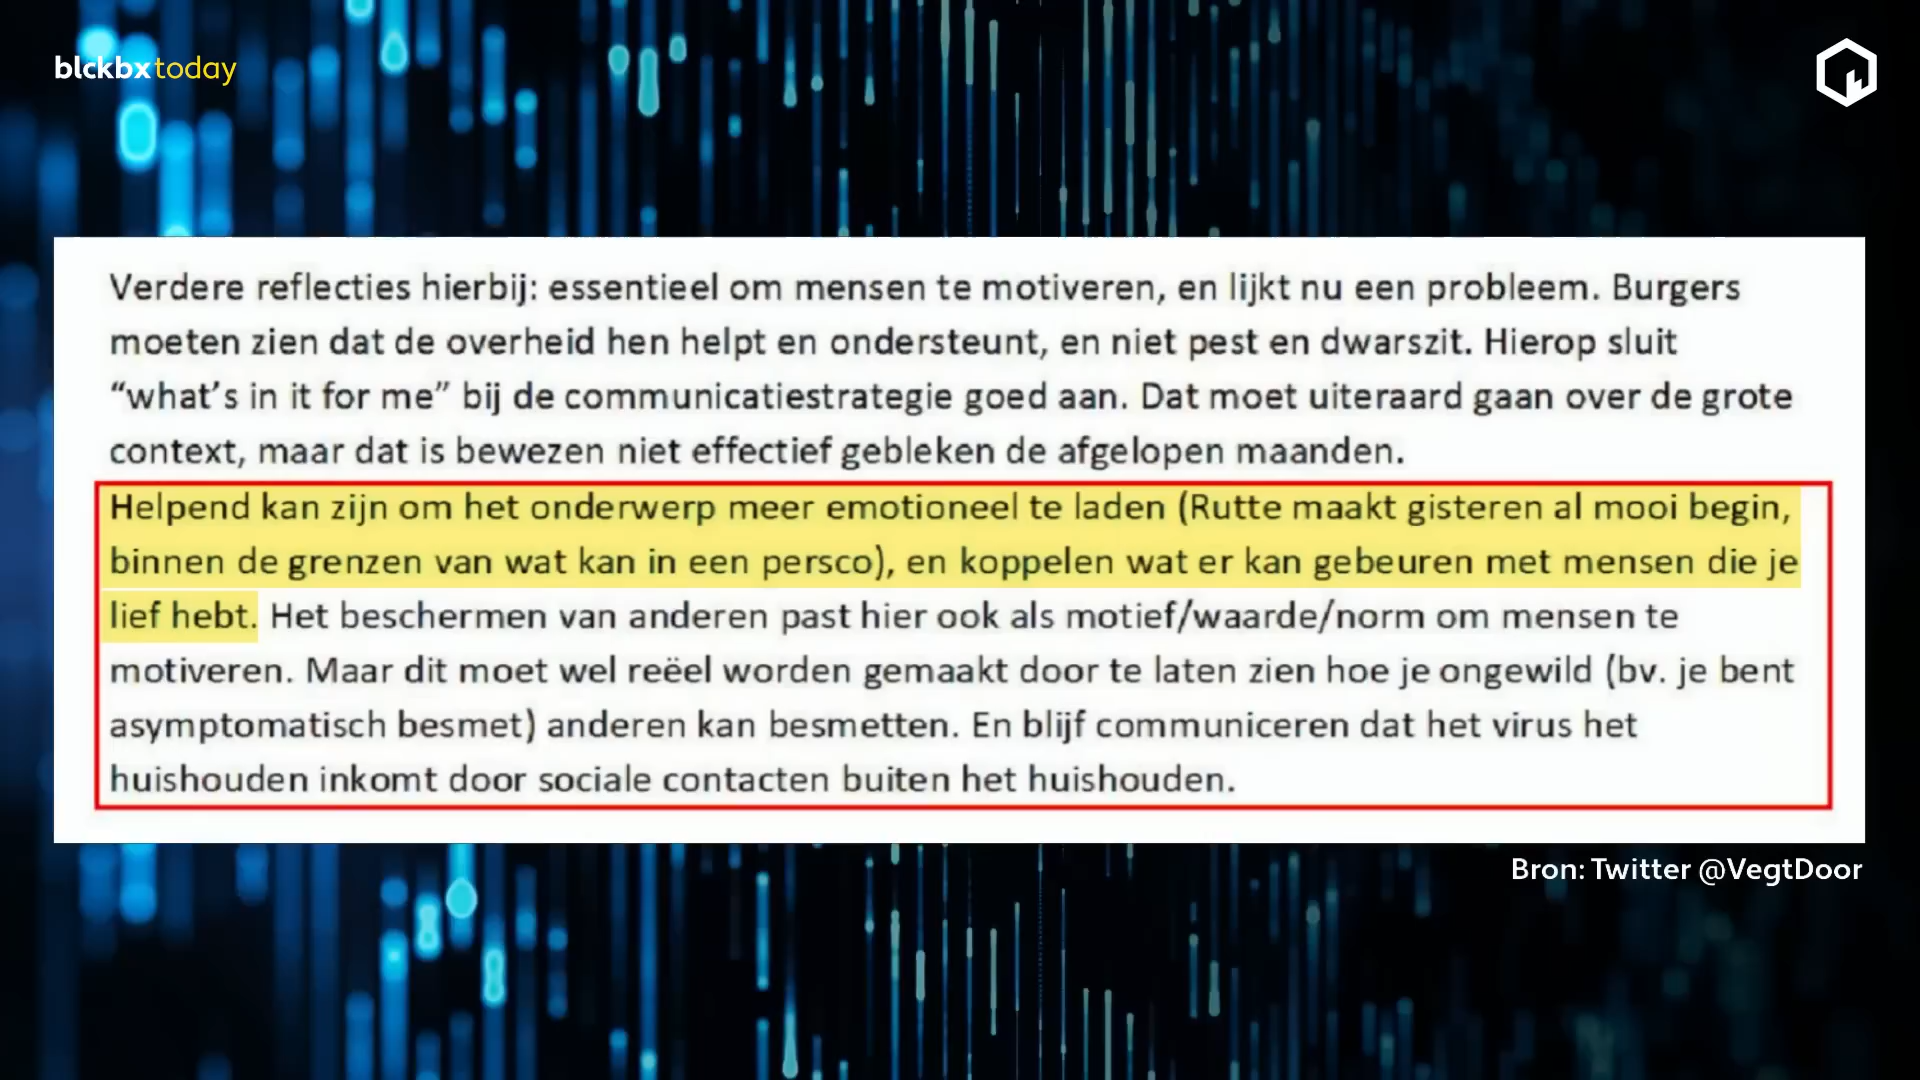 blckbxtoday
Verdere reflecties hierbij: essentieel om mensen te motiveren, en lijkt nu een probleem. Burgers
moeten zien dat de overheid hen helpt en ondersteunt, en niet pest en dwarszit. Hierop sluit
“what’s in it for me” bij de communicatiestrategie goed aan. Dat moet uiteraard gaan over de grote
context, maar dat is bewezen niet effectief gebleken de afgelopen maanden.
Helpend kan zijn om het onderwerp meer emotioneel te laden (Rutte maakt gisteren al mooi begin,
binnen de grenzen van wat kan in een persco), en koppelen wat er kan gebeuren met mensen die je
lief hebt. Het beschermen van anderen past hier ook als motief/waarde/norm om mensen te
motiveren. Maar dit moet wel reëel worden gemaakt door te laten zien hoe je ongewild (bv. je bent
asymptomatisch besmet) anderen kan besmetten. En blijf communiceren dat het virus het
huishouden inkomt door sociale contacten buiten het huishouden.
Bron: Twitter @VegtDoor